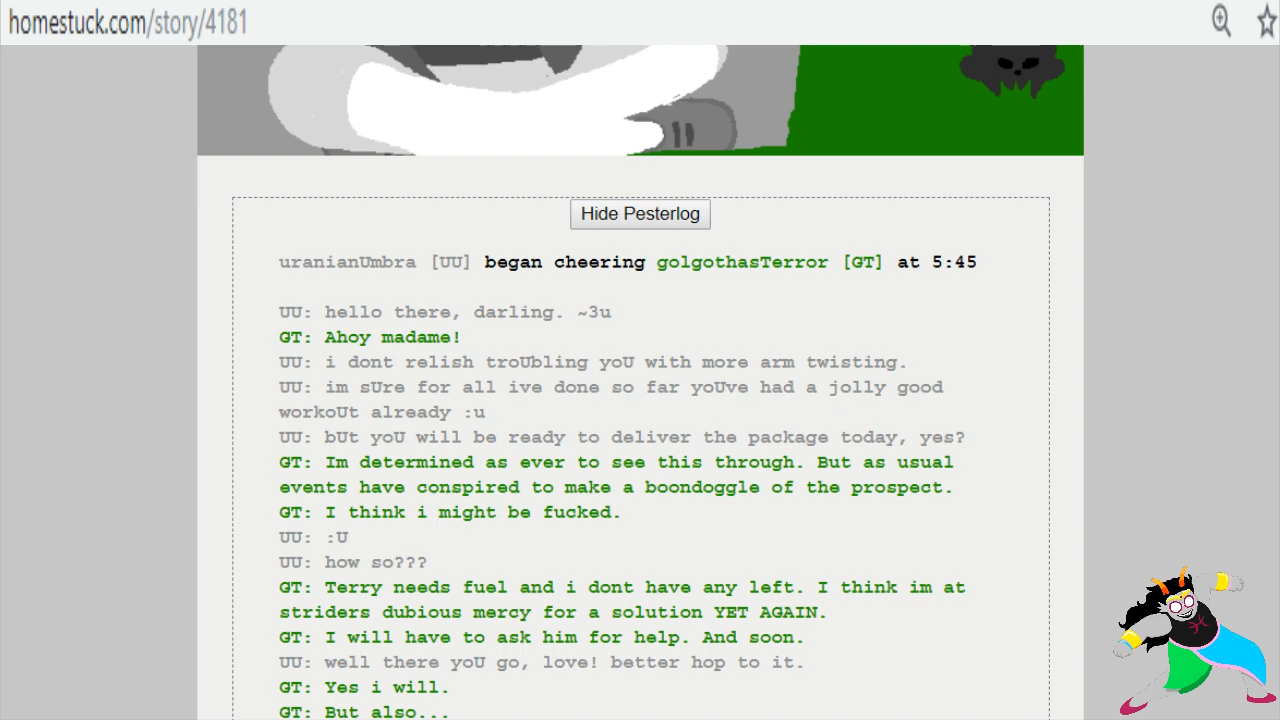 homestuck.com/story/4181
Hide Pesterlog
uranianUmbra [UU] began cheering golgothasTerror [GT] at 5:45
UU: hello there, darling. ~3u
GT: Ahoy madame!
UU: i dont relish troUbling yoU with more arm twisting.
UU: im sUre for all ive done so far yoUve had a jolly good
workoUt already :u
UU: bUt yoU will be ready to deliver the package today, yes?
GT: Im determined as ever to see this through. But as usual
events have conspired to make a boondoggle of the prospect.
GT: I think i might be fucked.
UU: :U
UU: how so???
GT: Terry needs fuel and i dont have any left. I think im at
striders dubious mercy for a solution YET AGAIN.
GT: I will have to ask him for help. And soon.
UU: well there yoU go, love! better hop to it.
GT: Yes i will.
GT: But also...